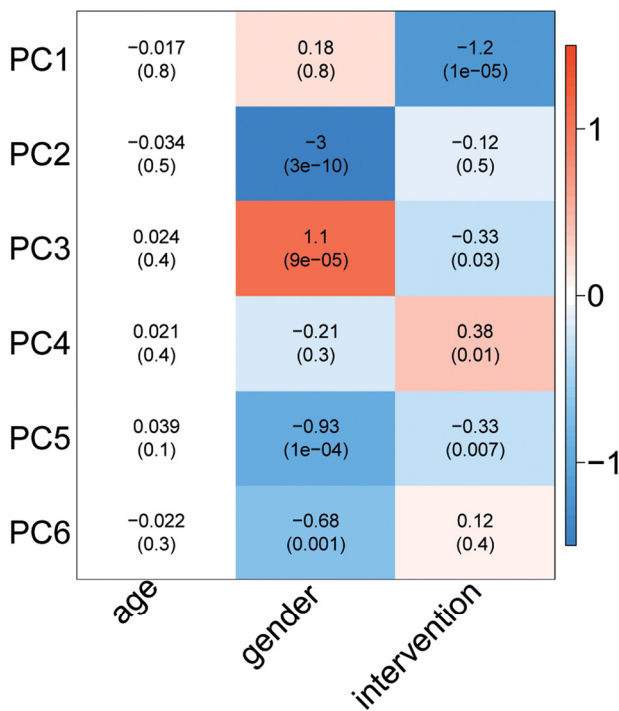 PC1 −0.017 0.18 −1.2
(0.8) (0.8) (1e−05)
PC2 −0.034 −3 −0.12
(0.5) (3e−10) (0.5)
PC3 0.024 1.1 −0.33
(0.4) (9e−05) (0.03)
PC4 0.021 −0.21 0.38
(0.4) (0.3) (0.01)
PC5 0.039 −0.93 −0.33
(0.1) (1e−04) (0.007)
PC6 −0.022 −0.68 0.12
(0.3) (0.001) (0.4)
age gender intervention
1
0
−1